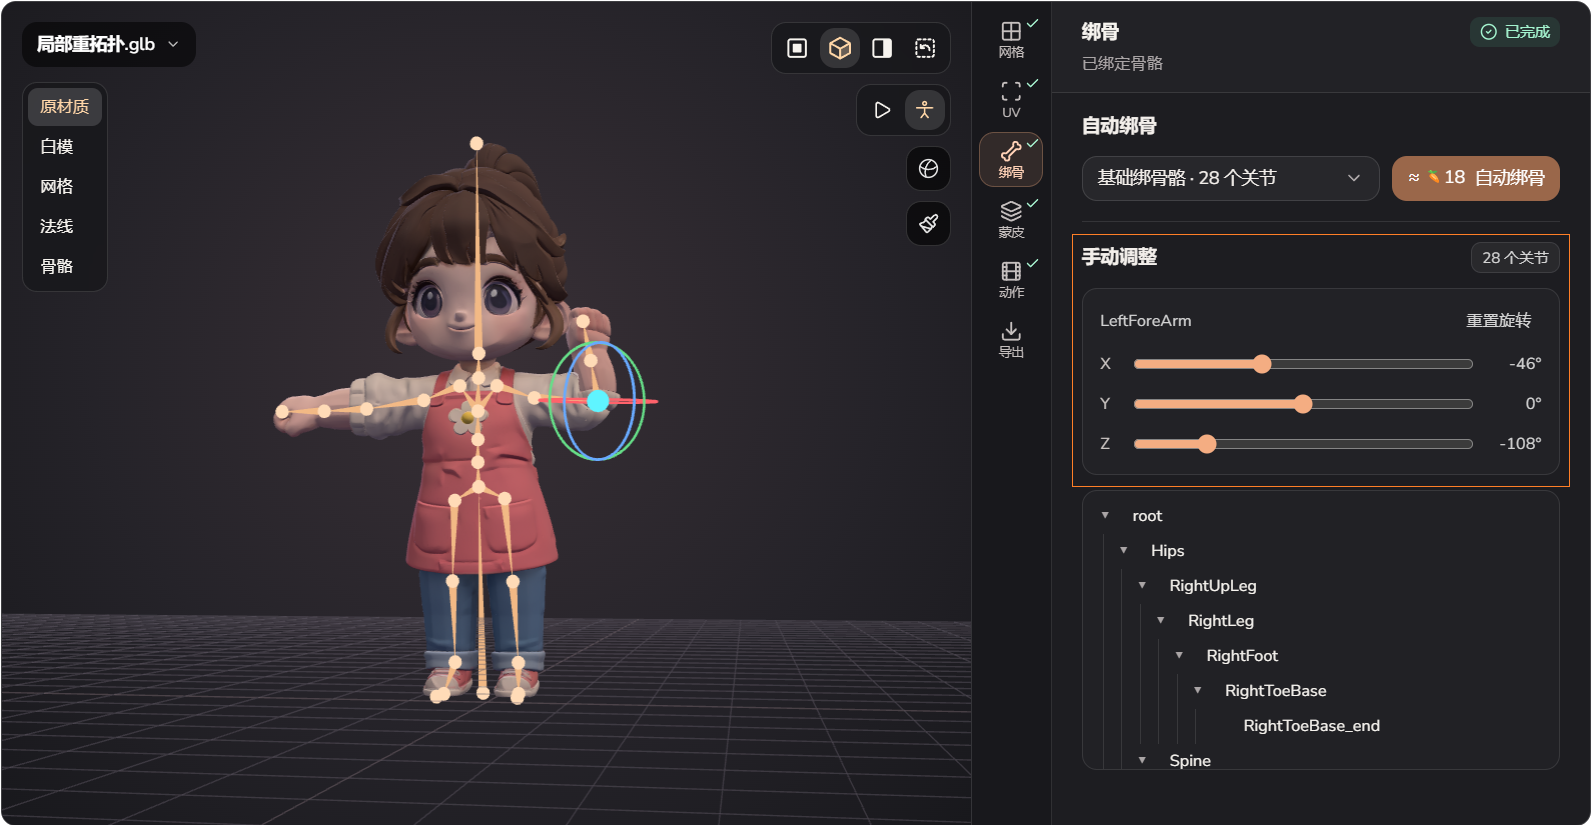 局部重拓扑.glb
原材质
白模
网格
法线
骨骼
网格
UV
绑骨
蒙皮
动作
导出
绑骨
已完成
已绑定骨骼
自动绑骨
基础绑骨骼 · 28 个关节
≈ 18 自动绑骨
手动调整
28 个关节
LeftForeArm
重置旋转
X -46°
Y 0°
Z -108°
root
Hips
RightUpLeg
RightLeg
RightFoot
RightToeBase
RightToeBase_end
Spine